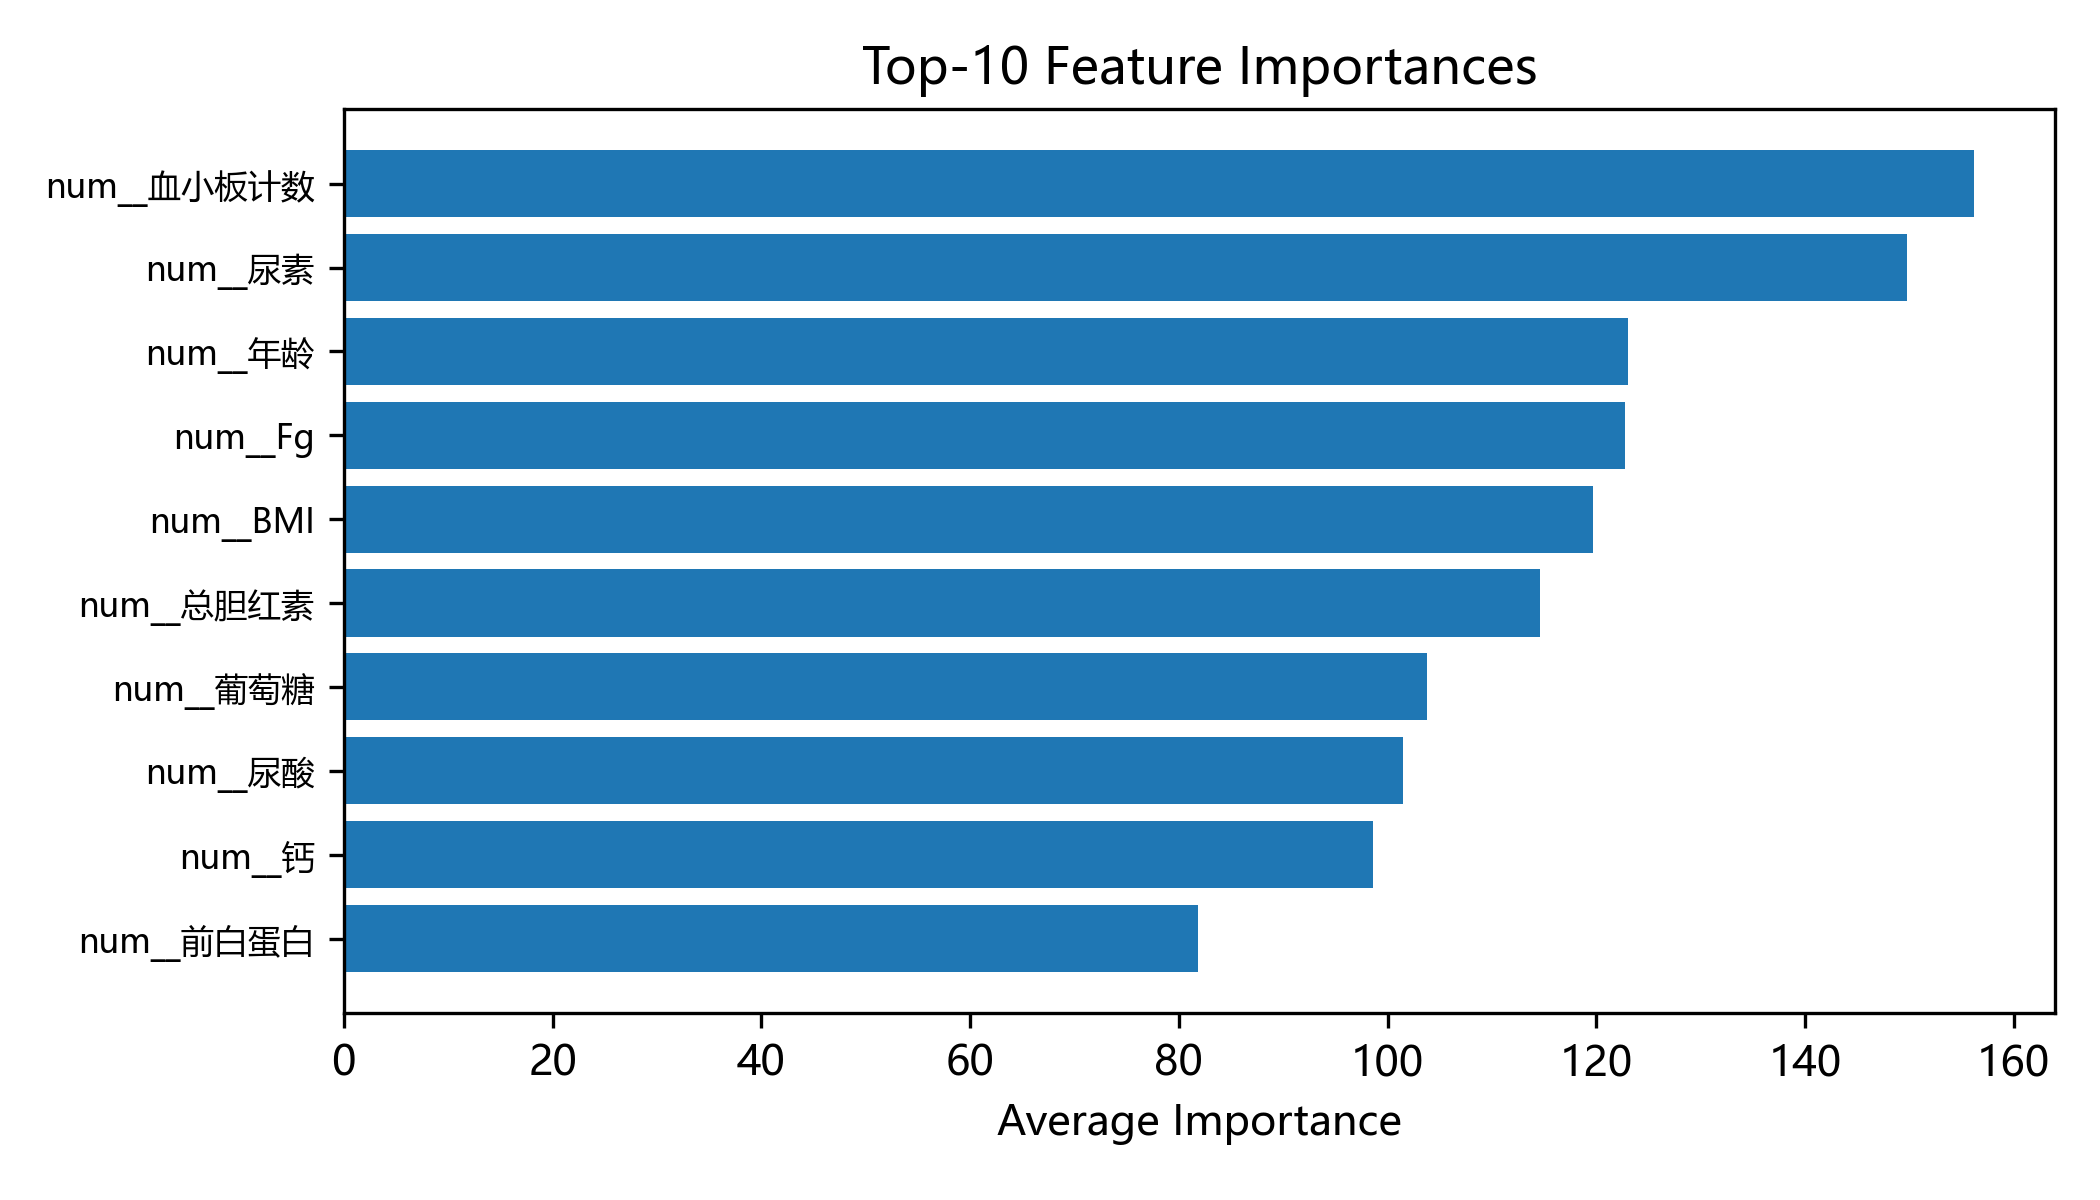 Top-10 Feature Importances
num__血小板计数
num__尿素
num__年龄
num__Fg
num__BMI
num__总胆红素
num__葡萄糖
num__尿酸
num__钙
num__前白蛋白
0 20 40 60 80 100 120 140 160
Average Importance